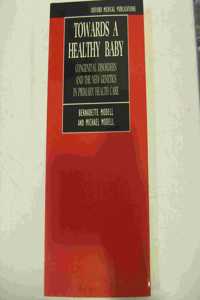 OXFORD MEDICAL PUBLICATIONS
TOWARDS A
HEALTHY BABY
CONGENITAL DISORDERS
AND THE NEW GENETICS
IN PRIMARY HEALTH CARE
BERNADETTE MODELL
AND MICHAEL MODELL